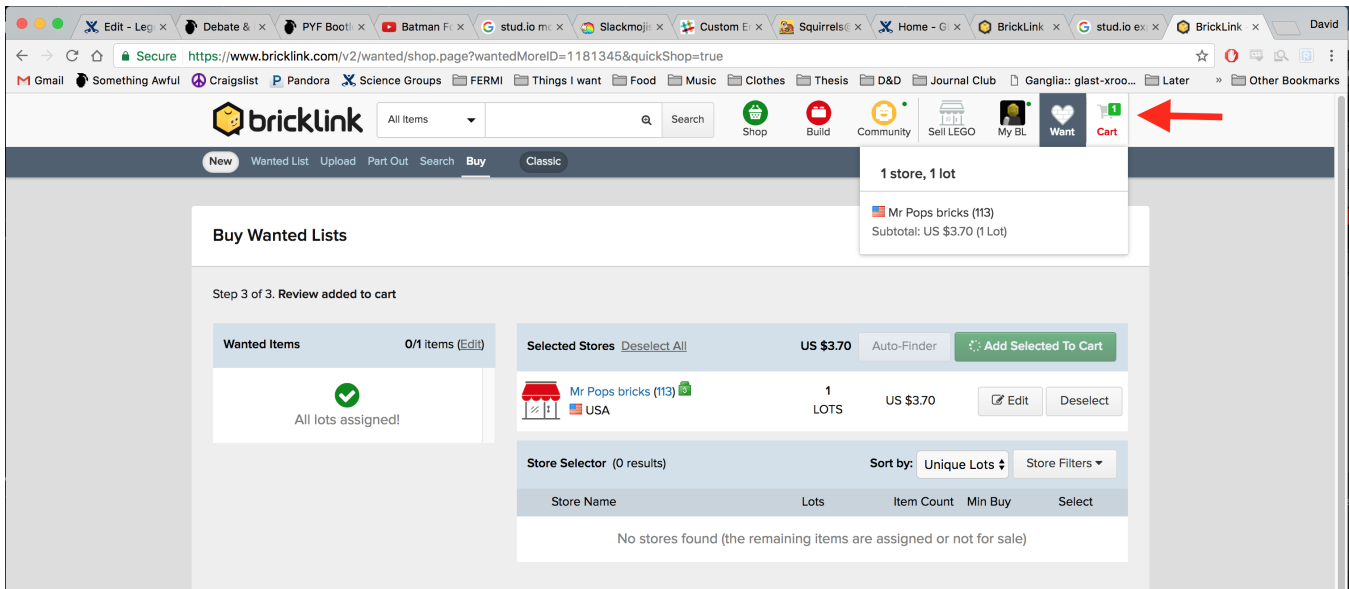 Edit - Leg
Debate &
PYF Bootl
Batman Fo
stud.io mo
Slackmojis
Custom Em
Squirrels@
Home - Gi
BrickLink
stud.io ex
BrickLink
David
Secure https://www.bricklink.com/v2/wanted/shop.page?wantedMoreID=1181345&quickShop=true
Gmail Something Awful Craigslist Pandora Science Groups FERMI Things I want Food Music Clothes Thesis D&D Journal Club Ganglia:: glast-xroo... Later » Other Bookmarks
bricklink All Items Search Shop Build Community Sell LEGO My BL Want 1 Cart
New Wanted List Upload Part Out Search Buy Classic
1 store, 1 lot
Mr Pops bricks (113)
Subtotal: US $3.70 (1 Lot)
Buy Wanted Lists
Step 3 of 3. Review added to cart
Wanted Items 0/1 items (Edit)
All lots assigned!
Selected Stores Deselect All US $3.70 Auto-Finder Add Selected To Cart
Mr Pops bricks (113)
USA
1
LOTS
US $3.70
Edit
Deselect
Store Selector (0 results) Sort by: Unique Lots Store Filters
Store Name Lots Item Count Min Buy Select
No stores found (the remaining items are assigned or not for sale)